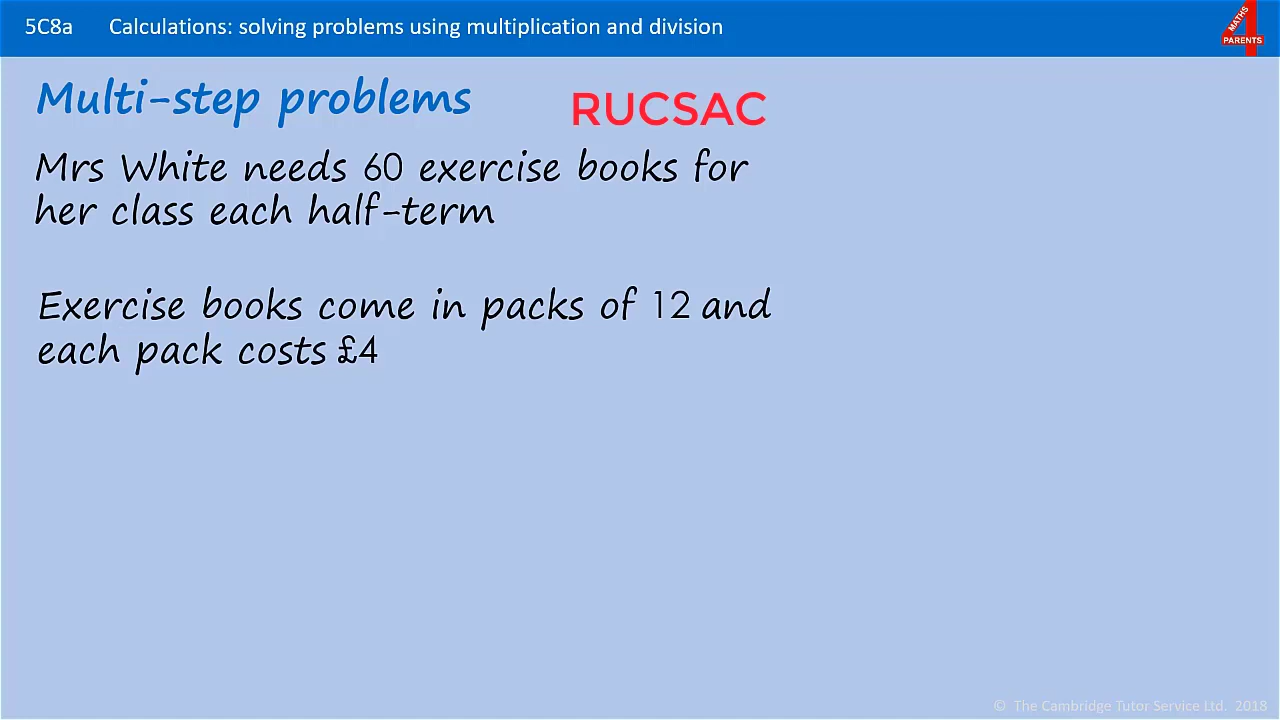 5C8a Calculations: solving problems using multiplication and division
MATHS
4
PARENTS
Multi-step problems RUCSAC
Mrs White needs 60 exercise books for
her class each half-term
Exercise books come in packs of 12 and
each pack costs £4
© The Cambridge Tutor Service Ltd. 2018